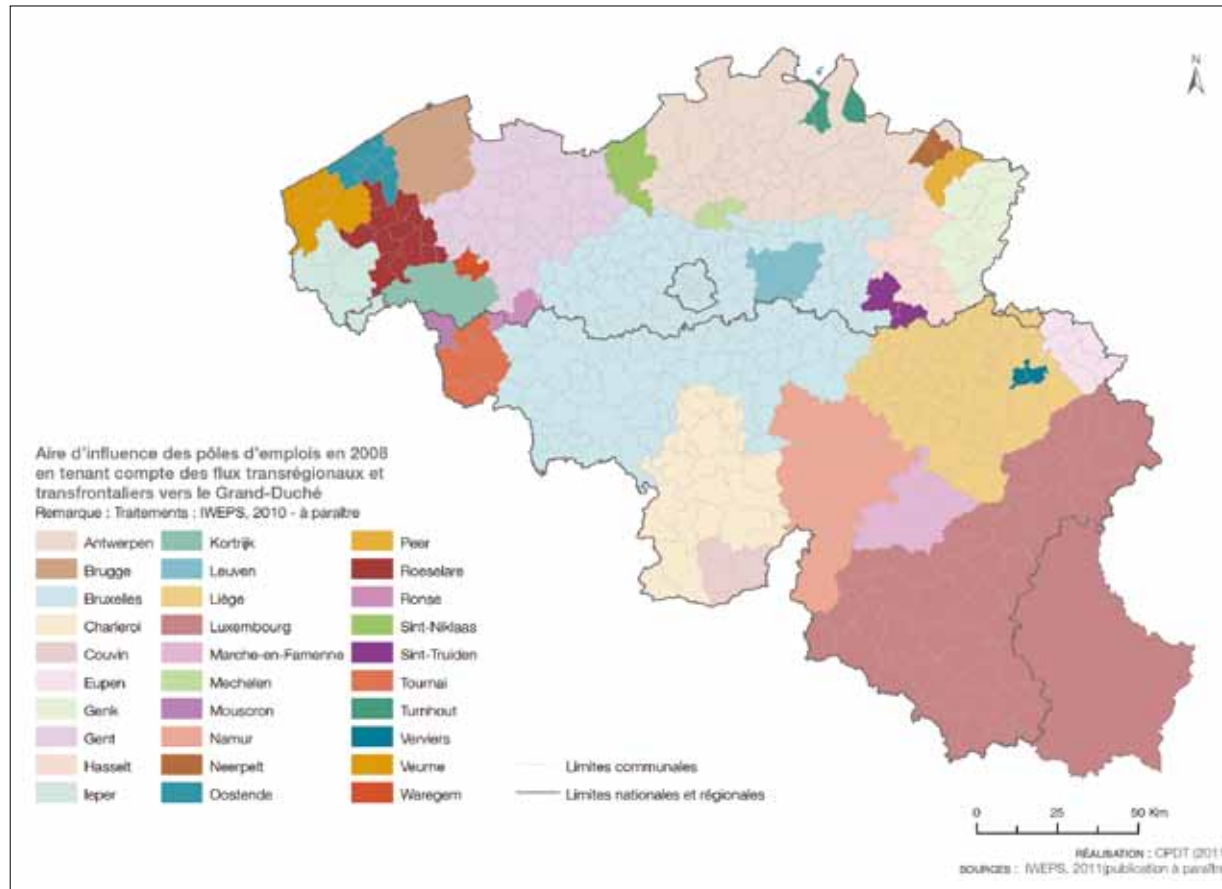 N
Aire d'influence des pôles d'emplois en 2008
en tenant compte des flux transrégionaux et
transfrontaliers vers le Grand-Duché
Remarque : Traitements : IWEPS, 2010 - à paraître
Antwerpen
Brugge
Bruxelles
Charleroi
Couvin
Eupen
Genk
Gent
Hasselt
Ieper
Kortrijk
Leuven
Liège
Luxembourg
Marche-en-Famenne
Mechelen
Mouscron
Namur
Neerpelt
Oostende
Peer
Roeselare
Ronse
Sint-Niklaas
Sint-Truiden
Tournai
Turnhout
Verviers
Veurne
Waregem
Limites communales
Limites nationales et régionales
0 25 50 Km
RÉALISATION : CPDT (2011
SOURCES : IWEPS, 2011(publication à paraître